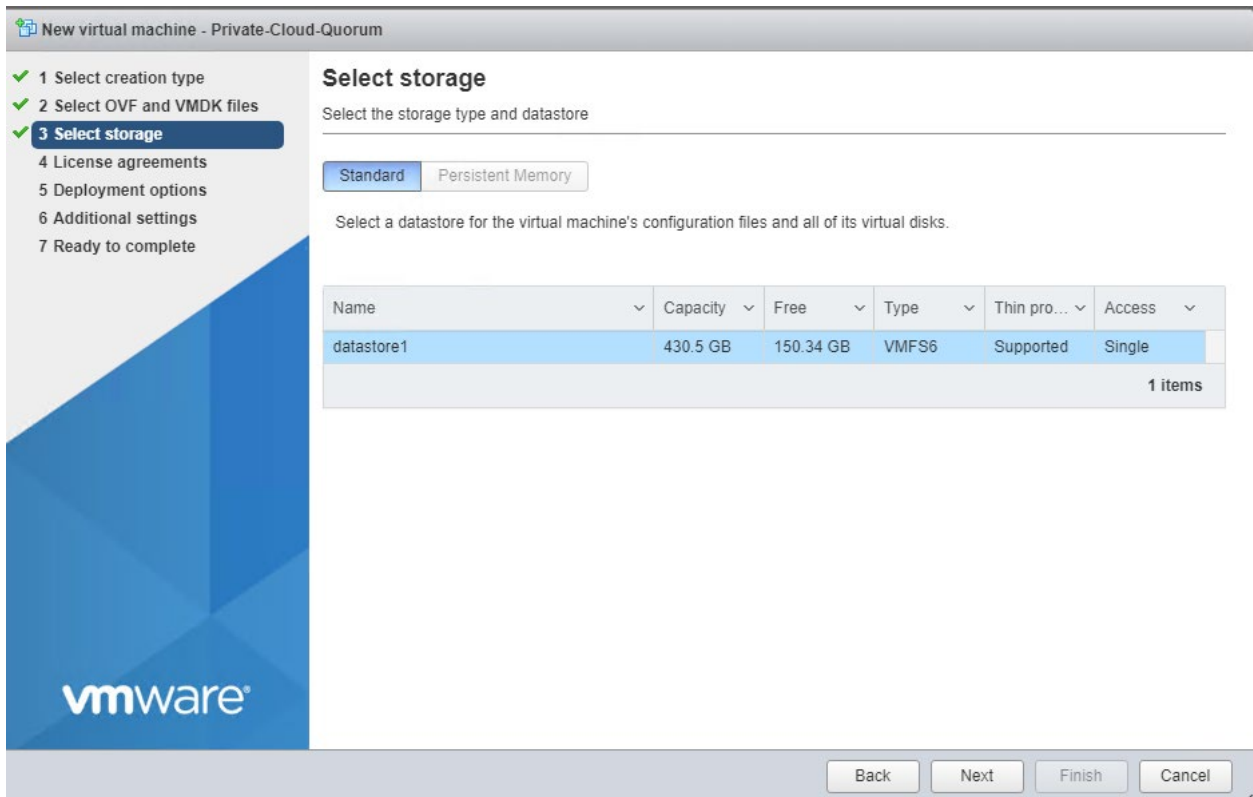 New virtual machine - Private-Cloud-Quorum
1 Select creation type
2 Select OVF and VMDK files
3 Select storage
4 License agreements
5 Deployment options
6 Additional settings
7 Ready to complete
Select storage
Select the storage type and datastore
Standard Persistent Memory
Select a datastore for the virtual machine's configuration files and all of its virtual disks.
Name Capacity Free Type Thin pro... Access
datastore1 430.5 GB 150.34 GB VMFS6 Supported Single
1 items
vmware®
Back Next Finish Cancel